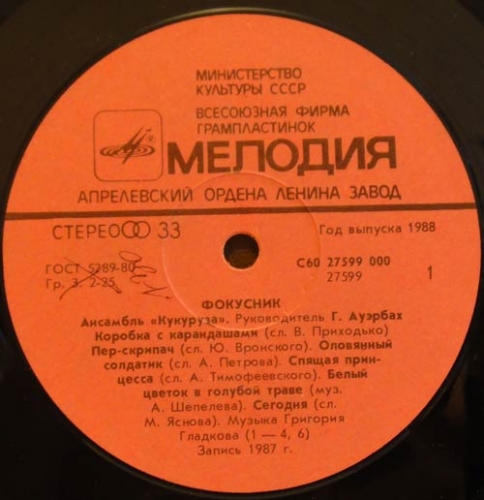 МИНИСТЕРСТВО
КУЛЬТУРЫ СССР
ВСЕСОЮЗНАЯ ФИРМА
ГРАМПЛАСТИНОК
МЕЛОДИЯ
АПРЕЛЕВСКИЙ ОРДЕНА ЛЕНИНА ЗАВОД
СТЕРЕО 33
Год выпуска 1988
ГОСТ 5289-80
Гр. 3. 2-25
С60 27599 000
27599
1
ФОКУСНИК
Ансамбль «Кукуруза». Руководитель Г. Ауэрбах
Коробка с карандашами (сл. В. Приходько)
Пер-скрипач (сл. Ю. Вронского). Оловянный
солдатик (сл. А. Петрова). Спящая прин-
цесса (сл. А. Тимофеевского). Белый
цветок в голубой траве (муз.
А. Шепелева). Сегодня (сл.
М. Яснова). Музыка Григория
Гладкова (1 — 4, 6)
Запись 1987 г.